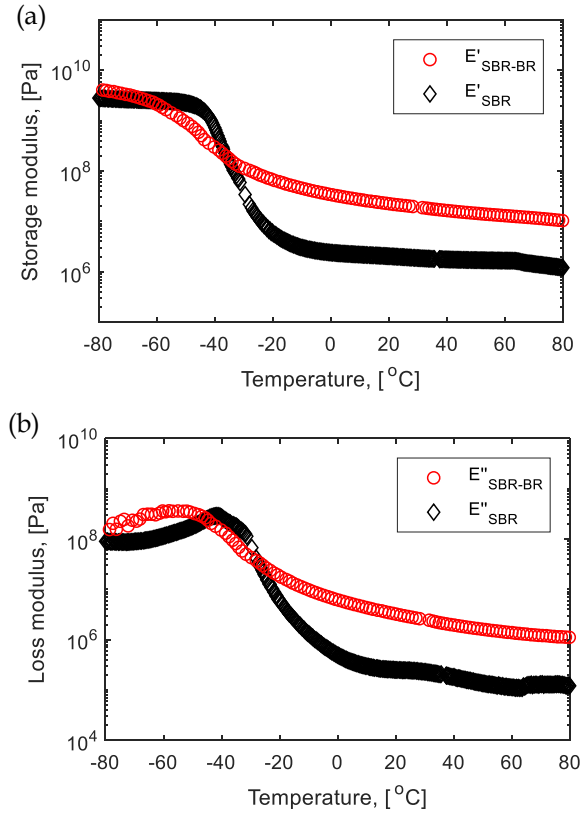 (a)
10^10
10^8
10^6
Storage modulus, [Pa]
E'SBR-BR
E'SBR
-80 -60 -40 -20 0 20 40 60 80
Temperature, [°C]
(b)
10^10
10^8
10^6
10^4
Loss modulus, [Pa]
E''SBR-BR
E''SBR
-80 -60 -40 -20 0 20 40 60 80
Temperature, [°C]